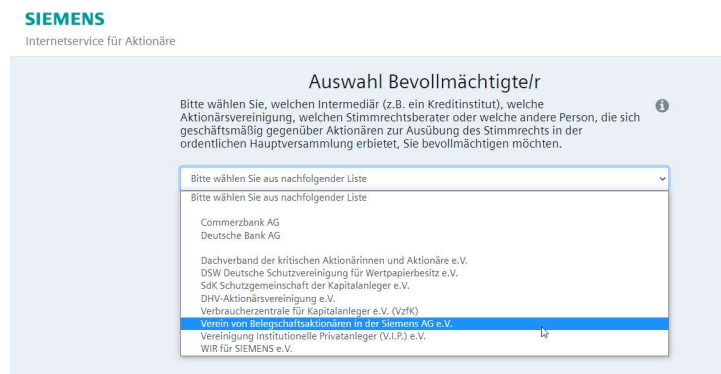 SIEMENS
Internetservice für Aktionäre
Auswahl Bevollmächtigte/r
Bitte wählen Sie, welchen Intermediär (z.B. ein Kreditinstitut), welche
Aktionärsvereinigung, welchen Stimmrechtsberater oder welche andere Person, die sich
geschäftsmäßig gegenüber Aktionären zur Ausübung des Stimmrechts in der
ordentlichen Hauptversammlung erbietet, Sie bevollmächtigen möchten.
Bitte wählen Sie aus nachfolgender Liste
Bitte wählen Sie aus nachfolgender Liste
Commerzbank AG
Deutsche Bank AG
Dachverband der kritischen Aktionärinnen und Aktionäre e.V.
DSW Deutsche Schutzvereinigung für Wertpapierbesitz e.V.
SdK Schutzgemeinschaft der Kapitalanleger e.V.
DHV-Aktionärsvereinigung e.V.
Verbraucherzentrale für Kapitalanleger e.V. (VzfK)
Verein von Belegschaftsaktionären in der Siemens AG e.V.
Vereinigung Institutionelle Privatanleger (V.I.P.) e.V.
WIR für SIEMENS e.V.